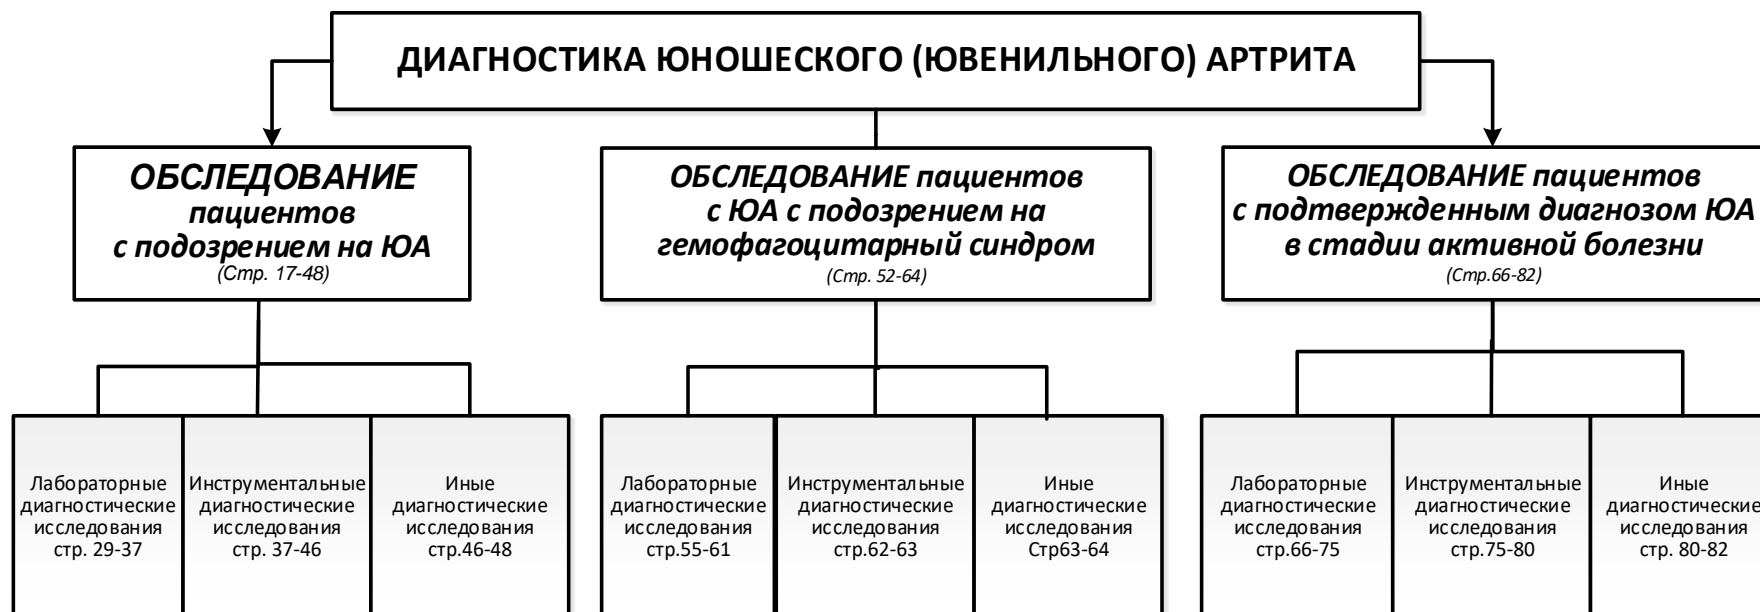 ДИАГНОСТИКА ЮНОШЕСКОГО (ЮВЕНИЛЬНОГО) АРТРИТА
ОБСЛЕДОВАНИЕ
пациентов
с подозрением на ЮА
(Стр. 17-48)
ОБСЛЕДОВАНИЕ пациентов
с ЮА с подозрением на
гемофагоцитарный синдром
(Стр. 52-64)
ОБСЛЕДОВАНИЕ пациентов
с подтвержденным диагнозом ЮА
в стадии активной болезни
(Стр.66-82)
Лабораторные
диагностические
исследования
стр. 29-37
Инструментальные
диагностические
исследования
стр. 37-46
Иные
диагностические
исследования
стр.46-48
Лабораторные
диагностические
исследования
стр.55-61
Инструментальные
диагностические
исследования
стр.62-63
Иные
диагностические
исследования
Стр63-64
Лабораторные
диагностические
исследования
стр.66-75
Инструментальные
диагностические
исследования
стр.75-80
Иные
диагностические
исследования
стр. 80-82